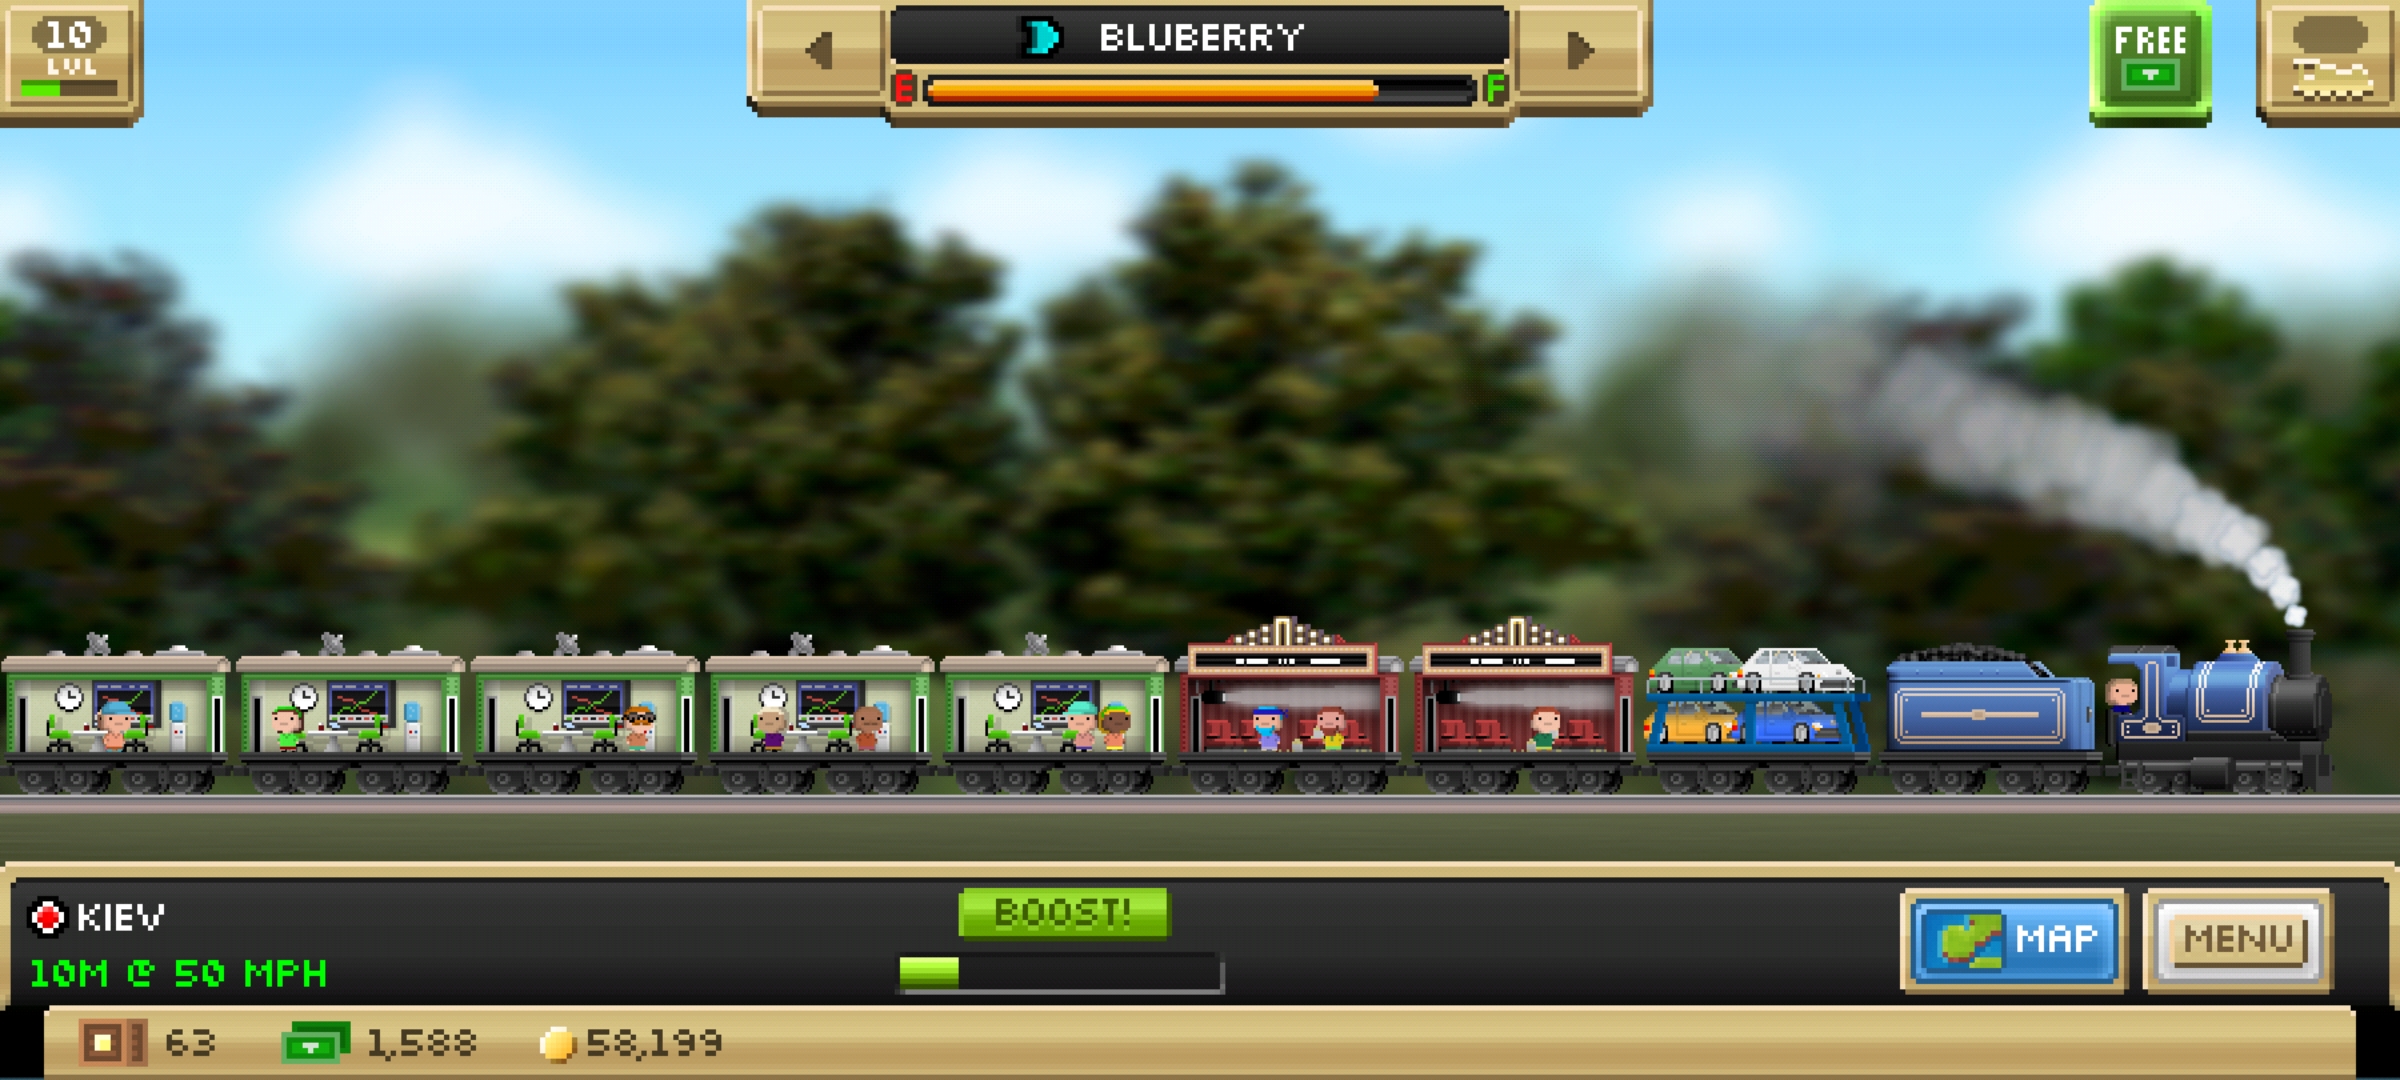 10
LVL
BLUBERRY
E
F
FREE
KIEV
10M @ 50 MPH
BOOST!
MAP
MENU
63
1,588
58,199